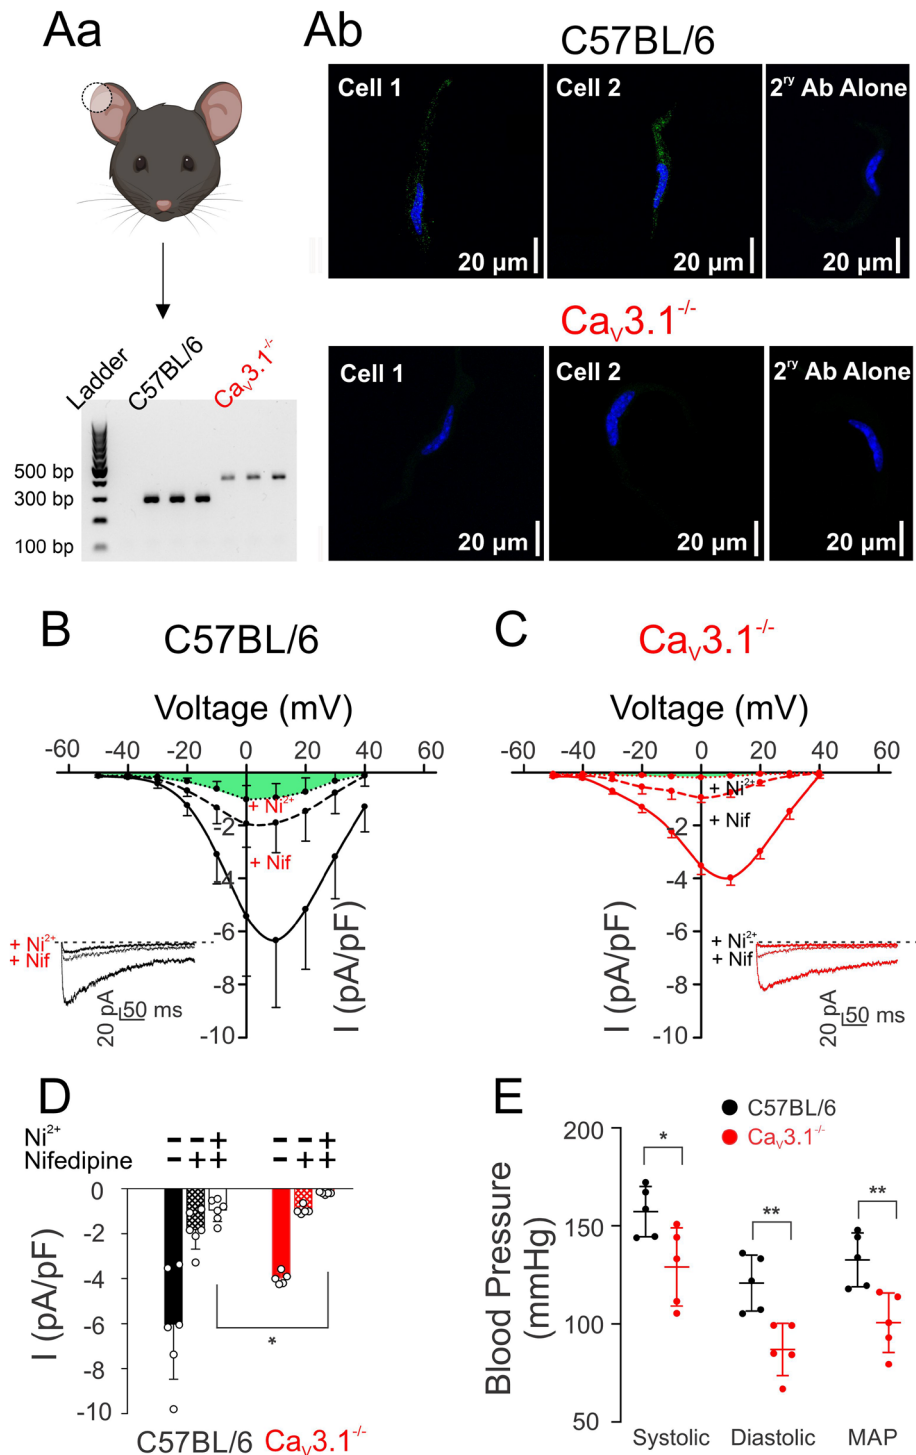 Aa
Ladder
C57BL/6
CaV3.1-/-
500 bp
300 bp
100 bp
Ab
C57BL/6
Cell 1
Cell 2
2ry Ab Alone
20 µm
20 µm
20 µm
CaV3.1-/-
Cell 1
Cell 2
2ry Ab Alone
20 µm
20 µm
20 µm
B
C57BL/6
Voltage (mV)
-60 -40 -20 0 20 40 60
+ Ni2+
-2
+ Nif
-4
-6
-8
-10
I (pA/pF)
+ Ni2+
+ Nif
20 pA
50 ms
C
CaV3.1-/-
Voltage (mV)
-60 -40 -20 0 20 40 60
+ Ni2+
-2
+ Nif
-4
-6
-8
-10
I (pA/pF)
+ Ni2+
+ Nif
20 pA
50 ms
D
Ni2+ - - + - - +
Nifedipine - + + - + +
0
-2
-4
-6
-8
-10
I (pA/pF)
*
C57BL/6 CaV3.1-/-
E
C57BL/6
CaV3.1-/-
200
150
100
50
Blood Pressure
(mmHg)
*
**
**
Systolic Diastolic MAP